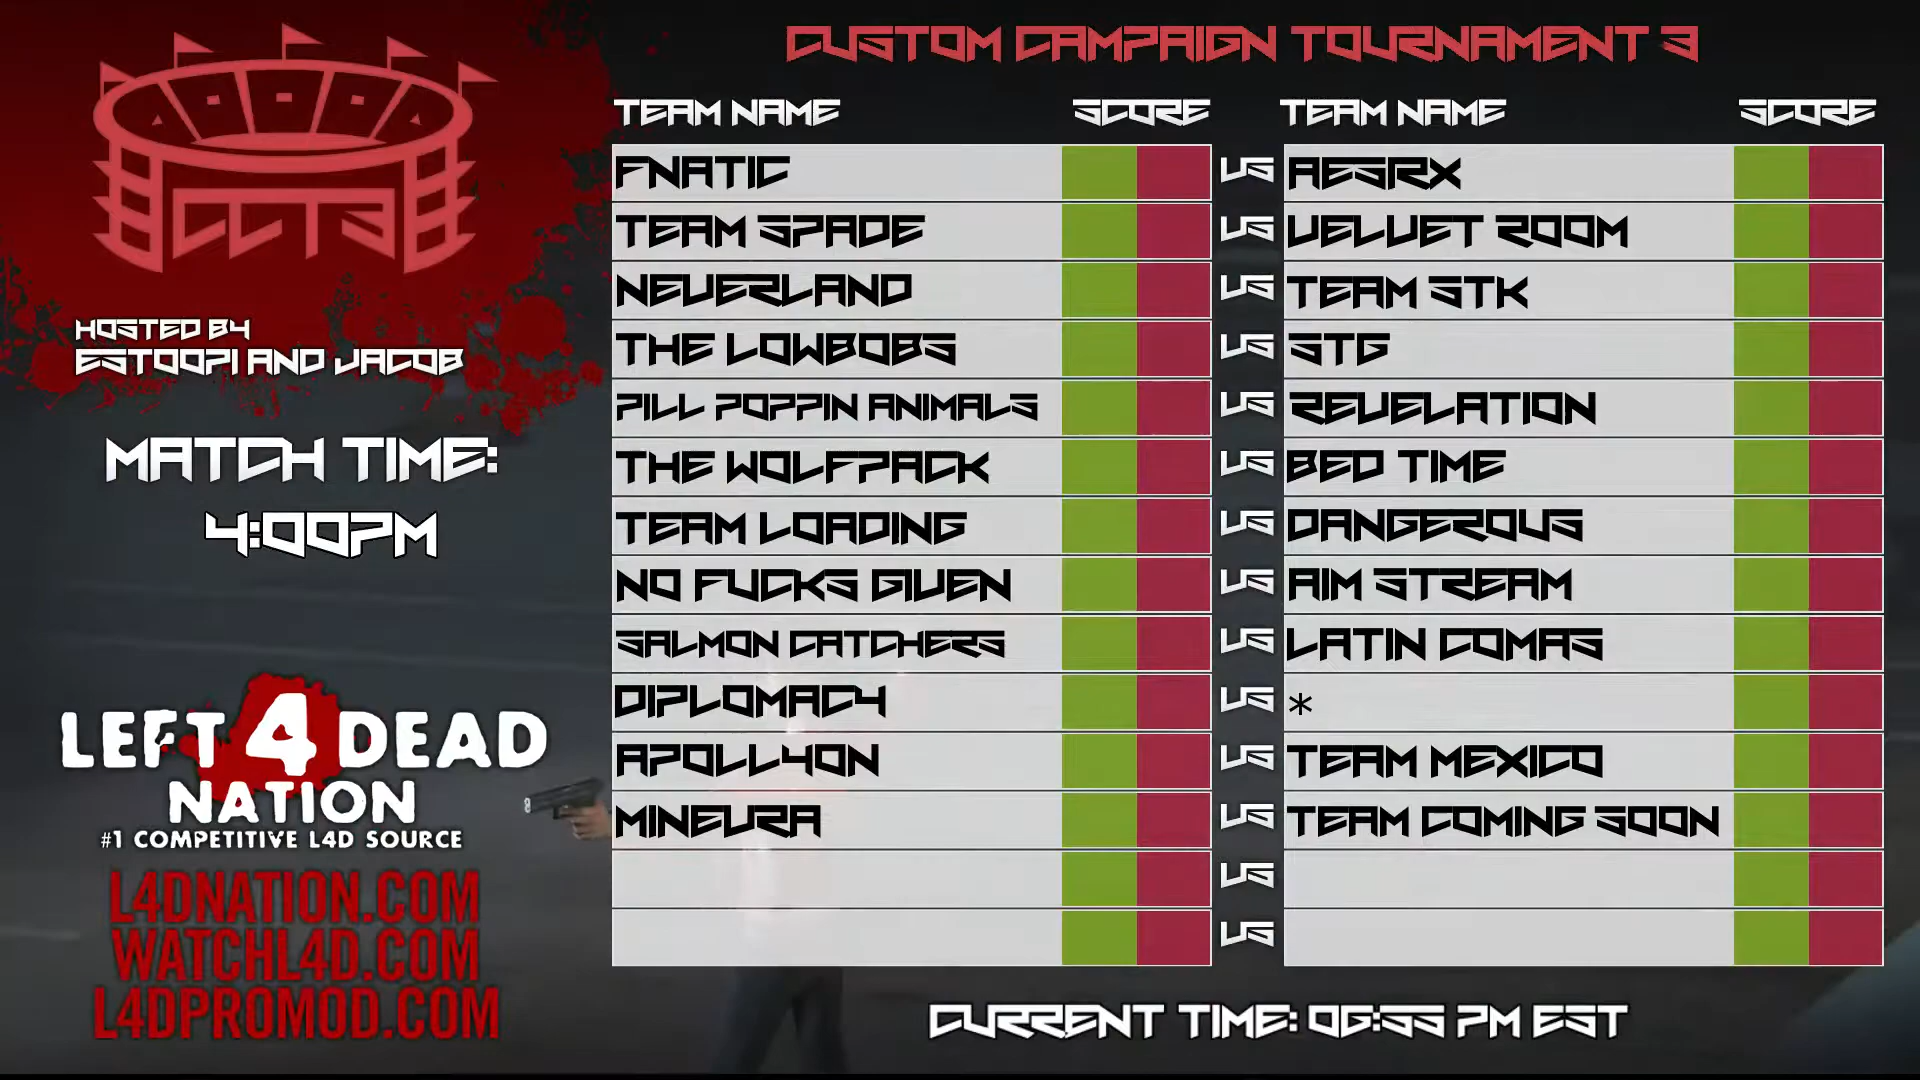 CUSTOM CAMPAIGN TOURNAMENT 3
CCT3
HOSTED BY
ESTOOPI AND JACOB
MATCH TIME:
4:00PM
LEFT 4 DEAD
NATION
#1 COMPETITIVE L4D SOURCE
L4DNATION.COM
WATCHL4D.COM
L4DPROMOD.COM
TEAM NAME SCORE TEAM NAME SCORE
FNATIC VS AESRX
TEAM SPADE VS VELVET ROOM
NEVERLAND VS TEAM STK
THE LOWBOBS VS STG
PILL POPPIN ANIMALS VS REVELATION
THE WOLFPACK VS BED TIME
TEAM LOADING VS DANGEROUS
NO FUCKS GIVEN VS AIM STREAM
SALMON CATCHERS VS LATIN COMAS
DIPLOMACY VS *
APOLLYON VS TEAM MEXICO
MINEURA VS TEAM COMING SOON
VS
VS
CURRENT TIME: 06:55 PM EST